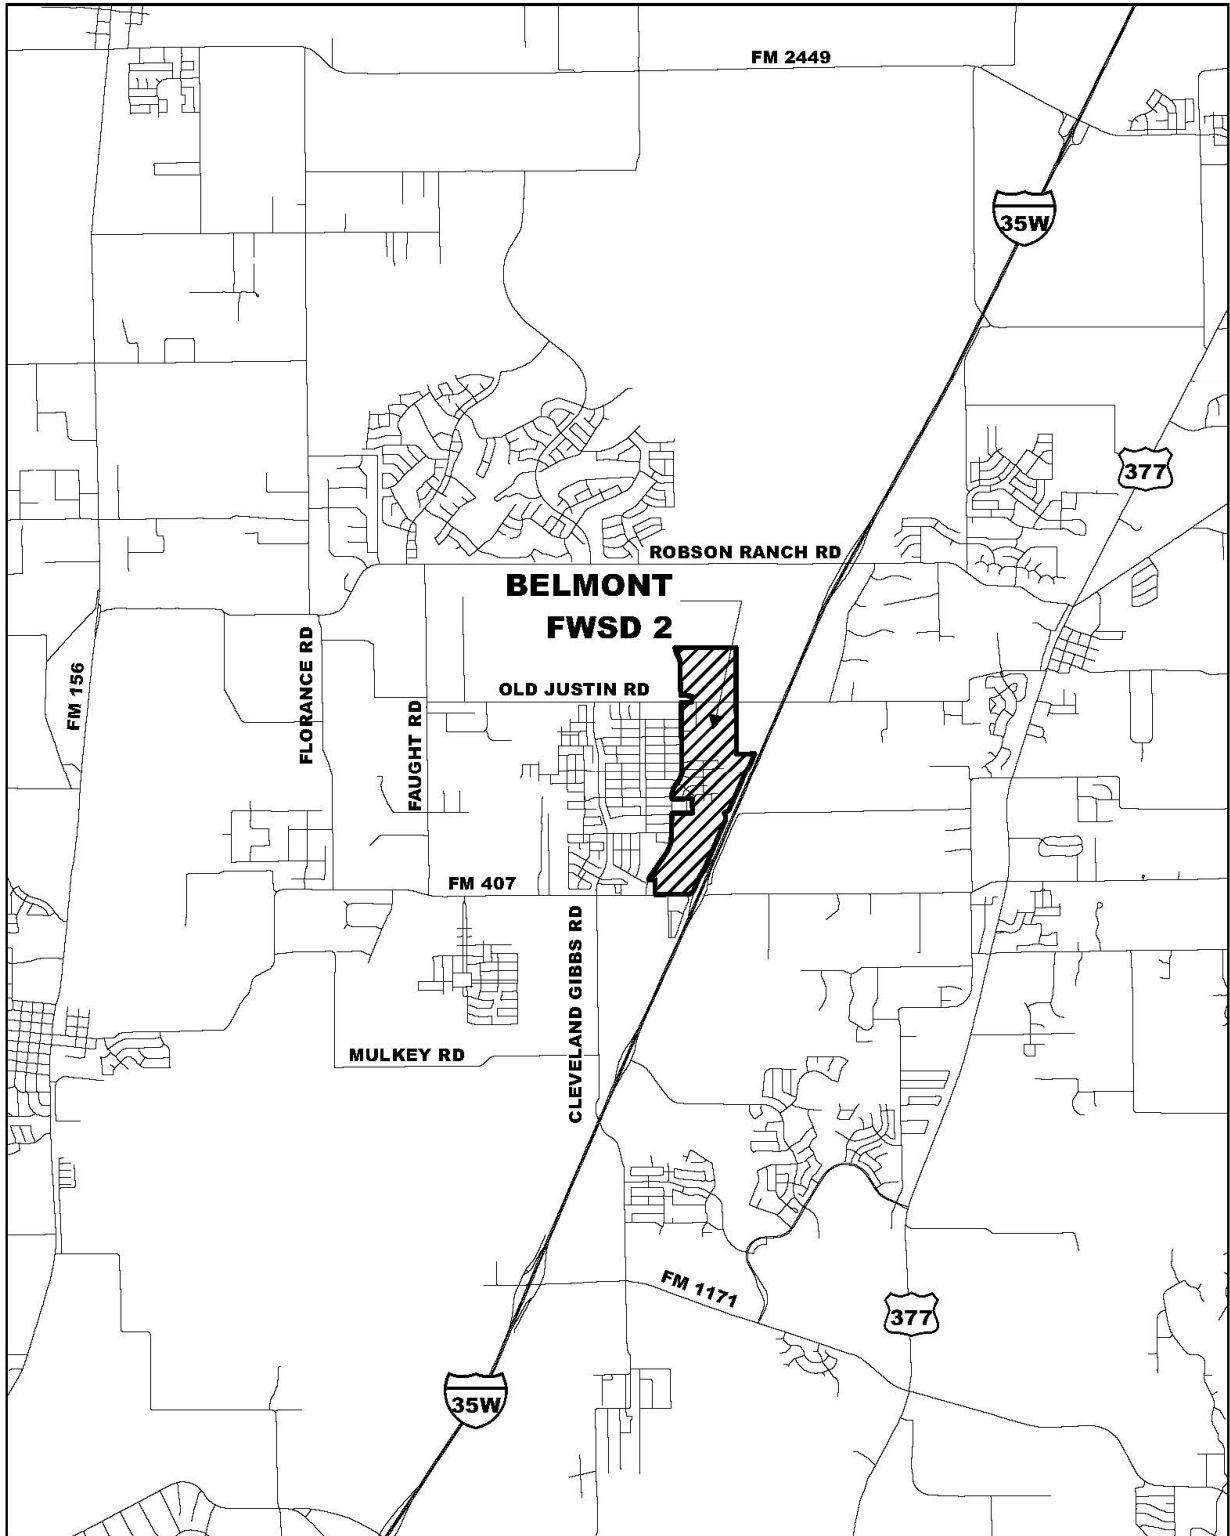 FM 2449
35W
377
ROBSON RANCH RD
BELMONT
FWSD 2
FLORANCE RD
FM 156
OLD JUSTIN RD
FAUGHT RD
FM 407
CLEVELAND GIBBS RD
MULKEY RD
FM 1171
377
35W